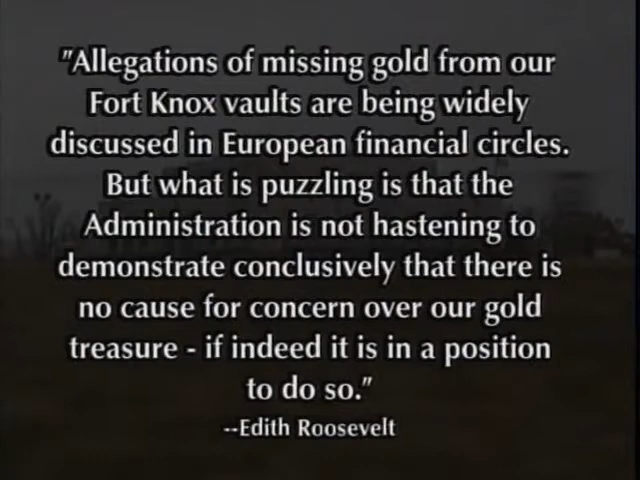 "Allegations of missing gold from our
Fort Knox vaults are being widely
discussed in European financial circles.
But what is puzzling is that the
Administration is not hastening to
demonstrate conclusively that there is
no cause for concern over our gold
treasure - if indeed it is in a position
to do so."
--Edith Roosevelt